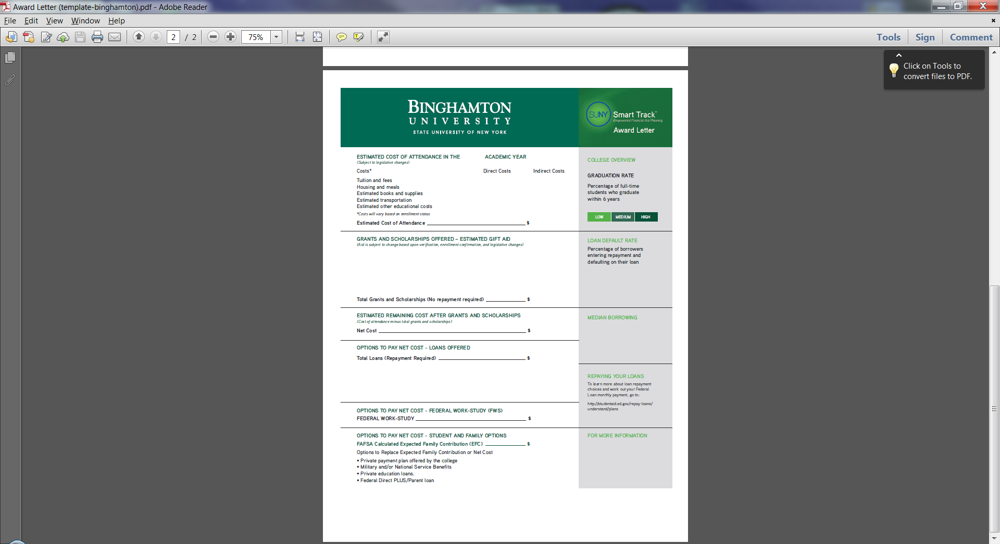 Award Letter (template-binghamton).pdf - Adobe Reader
File Edit View Window Help
2 / 2 75% Tools Sign Comment
Click on Tools to
convert files to PDF.
BINGHAMTON
UNIVERSITY
STATE UNIVERSITY OF NEW YORK
SUNY Smart Track™
Empowered Financial Aid Planning
Award Letter
ESTIMATED COST OF ATTENDANCE IN THE ACADEMIC YEAR
(Subject to legislative changes)
Costs* Direct Costs Indirect Costs
Tuition and fees
Housing and meals
Estimated books and supplies
Estimated transportation
Estimated other educational costs
*Costs will vary based on enrollment status
Estimated Cost of Attendance $
GRANTS AND SCHOLARSHIPS OFFERED – ESTIMATED GIFT AID
(Aid is subject to change based upon verification, enrollment confirmation, and legislative changes)
Total Grants and Scholarships (No repayment required) $
ESTIMATED REMAINING COST AFTER GRANTS AND SCHOLARSHIPS
(Cost of attendance minus total grants and scholarships)
Net Cost $
OPTIONS TO PAY NET COST - LOANS OFFERED
Total Loans (Repayment Required) $
OPTIONS TO PAY NET COST - FEDERAL WORK-STUDY (FWS)
FEDERAL WORK-STUDY $
OPTIONS TO PAY NET COST - STUDENT AND FAMILY OPTIONS
FAFSA Calculated Expected Family Contribution (EFC) $
Options to Replace Expected Family Contribution or Net Cost
• Private payment plan offered by the college
• Military and/or National Service Benefits
• Private education loans.
• Federal Direct PLUS/Parent loan
COLLEGE OVERVIEW
GRADUATION RATE
Percentage of full-time
students who graduate
within 6 years
LOW MEDIUM HIGH
LOAN DEFAULT RATE
Percentage of borrowers
entering repayment and
defaulting on their loan
MEDIAN BORROWING
REPAYING YOUR LOANS
To learn more about loan repayment
choices and work out your Federal
Loan monthly payment, go to:
http://studentaid.ed.gov/repay-loans/
understand/plans
FOR MORE INFORMATION